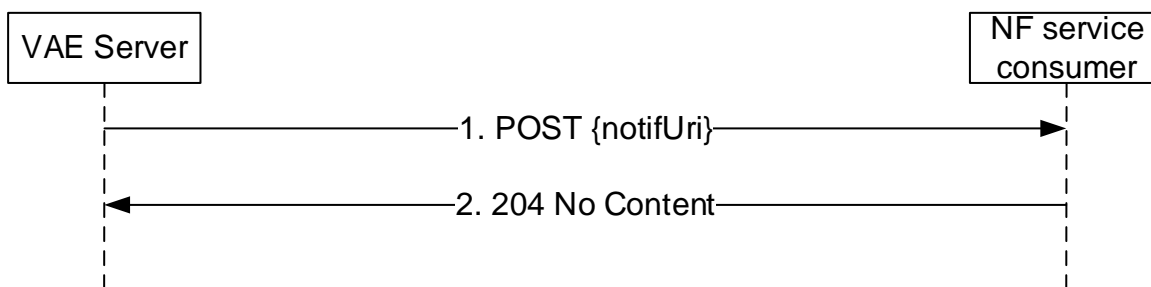 VAE Server
NF service
consumer
1. POST {notifUri}
2. 204 No Content